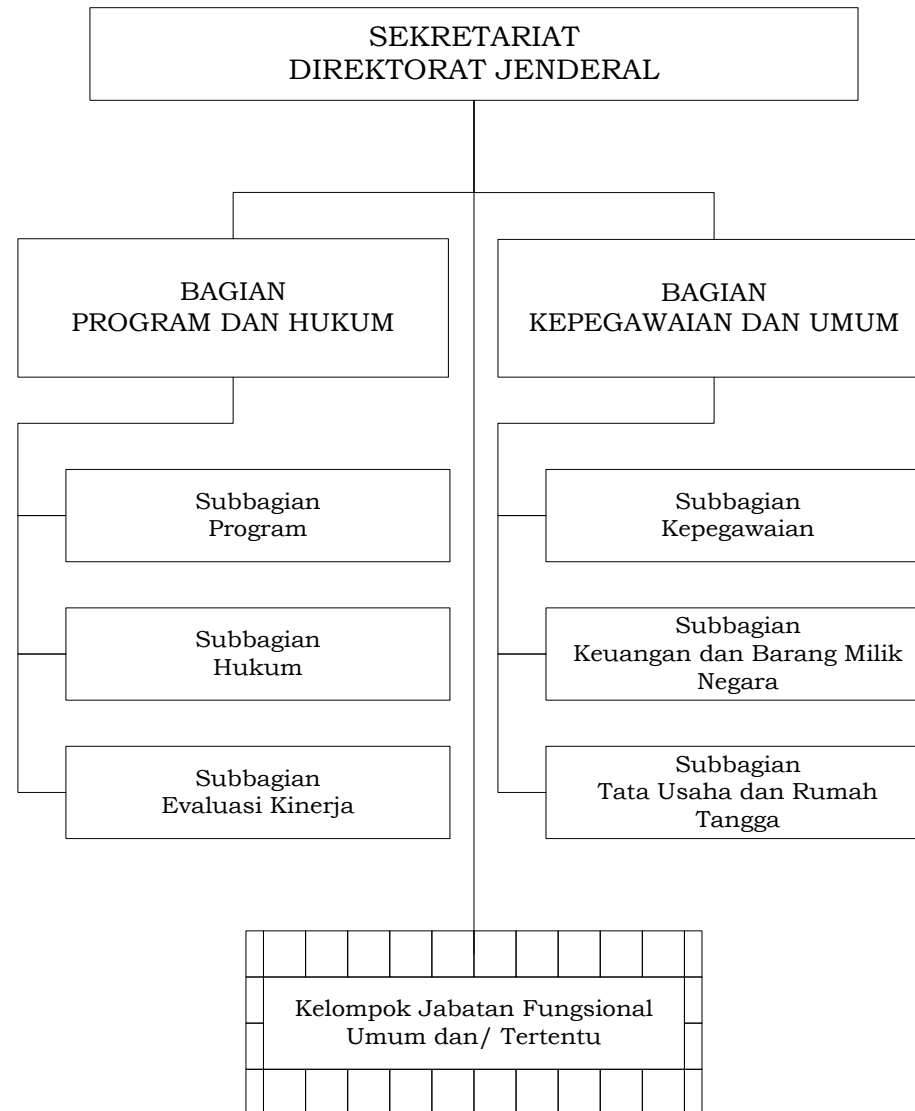 SEKRETARIAT
DIREKTORAT JENDERAL
BAGIAN
PROGRAM DAN HUKUM
BAGIAN
KEPEGAWAIAN DAN UMUM
Subbagian
Program
Subbagian
Kepegawaian
Subbagian
Hukum
Subbagian
Keuangan dan Barang Milik
Negara
Subbagian
Evaluasi Kinerja
Subbagian
Tata Usaha dan Rumah
Tangga
Kelompok Jabatan Fungsional
Umum dan/ Tertentu